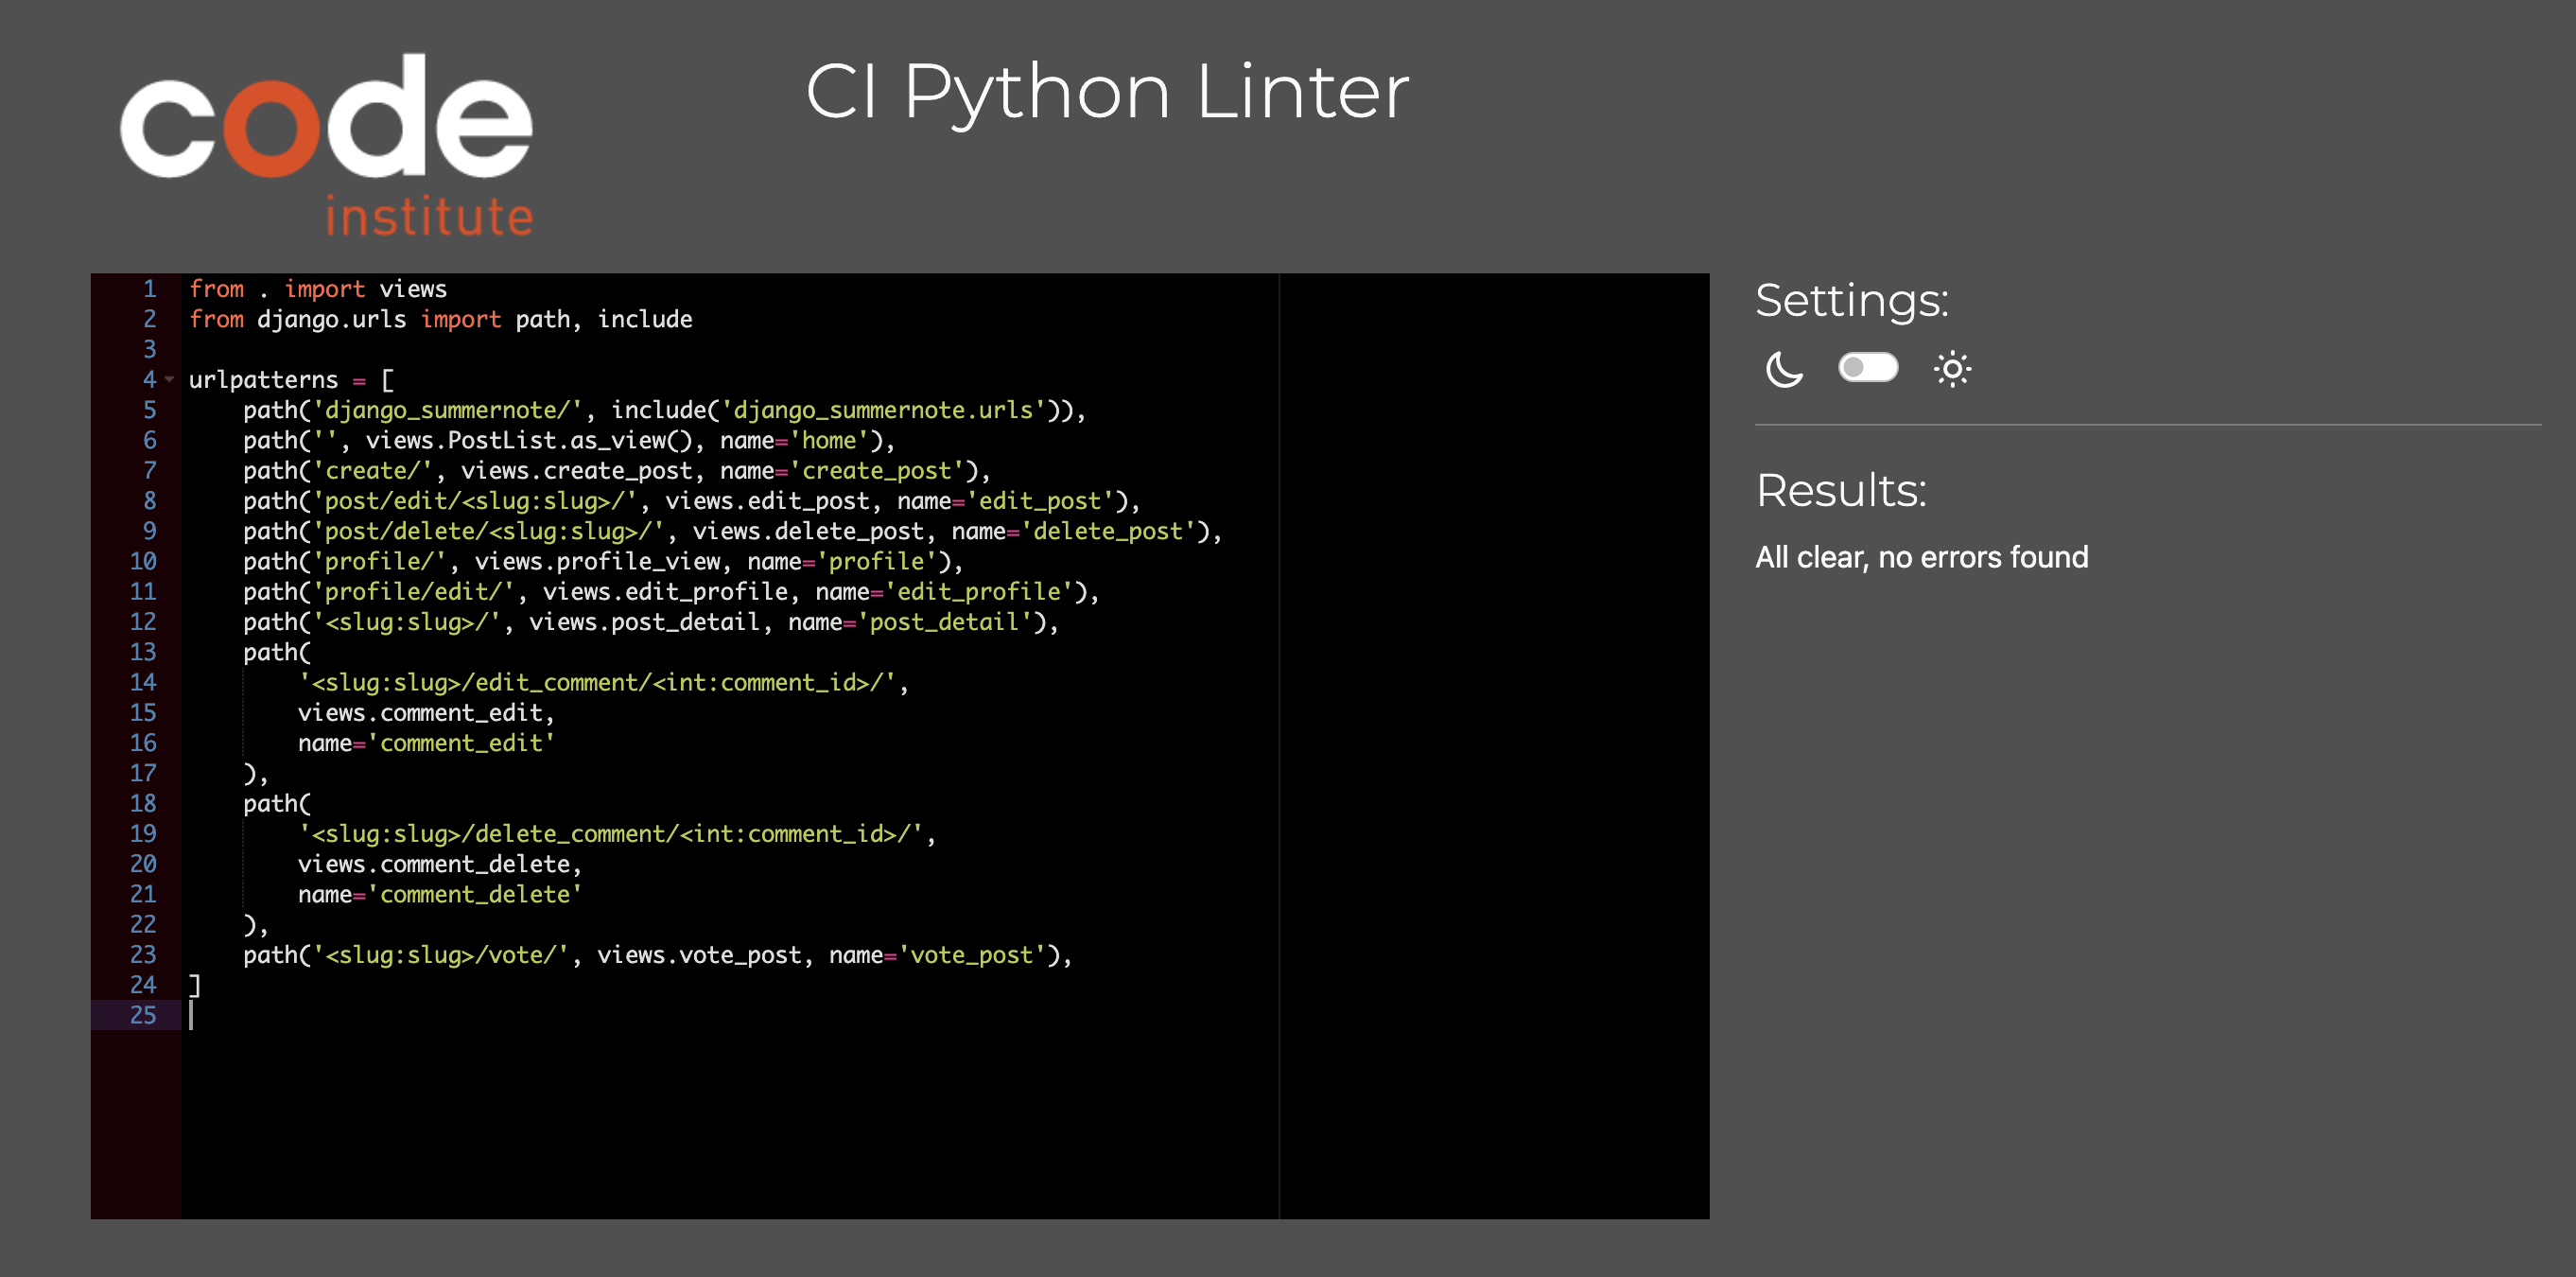 code
institute
CI Python Linter
1 from . import views
2 from django.urls import path, include
3
4 urlpatterns = [
5     path('django_summernote/', include('django_summernote.urls')),
6     path('', views.PostList.as_view(), name='home'),
7     path('create/', views.create_post, name='create_post'),
8     path('post/edit/<slug:slug>/', views.edit_post, name='edit_post'),
9     path('post/delete/<slug:slug>/', views.delete_post, name='delete_post'),
10     path('profile/', views.profile_view, name='profile'),
11     path('profile/edit/', views.edit_profile, name='edit_profile'),
12     path('<slug:slug>/', views.post_detail, name='post_detail'),
13     path(
14         '<slug:slug>/edit_comment/<int:comment_id>/',
15         views.comment_edit,
16         name='comment_edit'
17     ),
18     path(
19         '<slug:slug>/delete_comment/<int:comment_id>/',
20         views.comment_delete,
21         name='comment_delete'
22     ),
23     path('<slug:slug>/vote/', views.vote_post, name='vote_post'),
24 ]
25
Settings:
Results:
All clear, no errors found